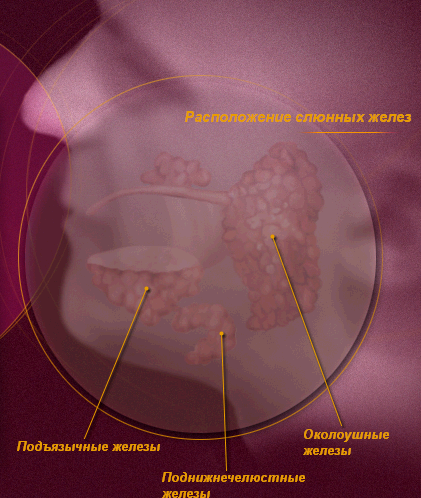 Расположение слюнных желез
Околоушные
железы
Подъязычные железы
Поднижнечелюстные
железы